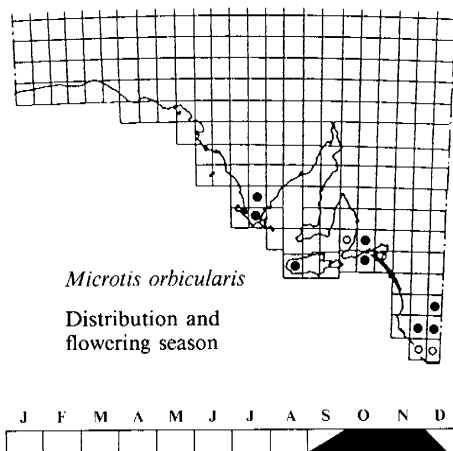 Microtis orbicularis
Distribution and
flowering season
J F M A M J J A S O N D